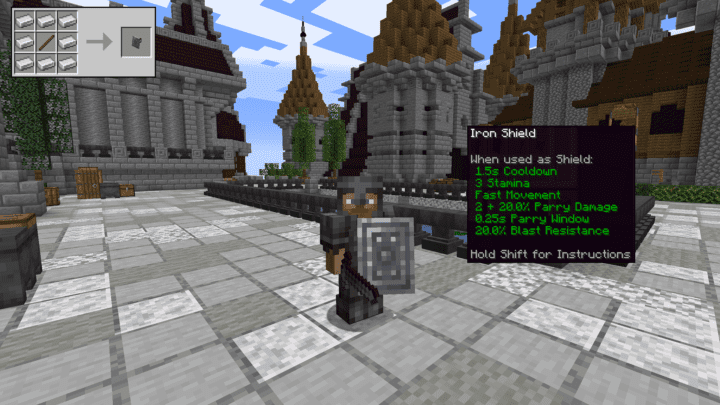 Iron Shield
When used as Shield:
1.5s Cooldown
3 Stamina
Fast Movement
2 + 20.0% Parry Damage
0.25s Parry Window
20.0% Blast Resistance
Hold Shift for Instructions